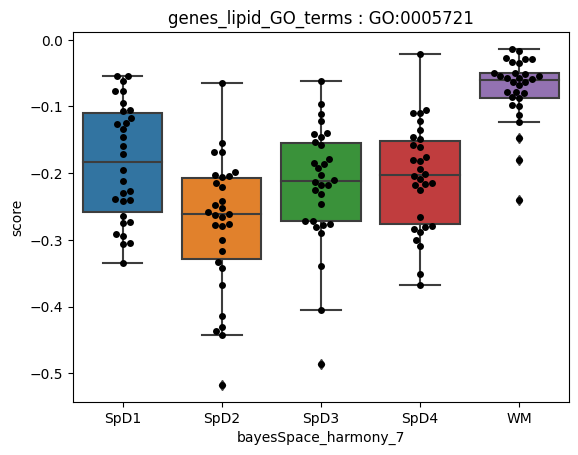 genes_lipid_GO_terms : GO:0005721
0.0
−0.1
−0.2
−0.3
−0.4
−0.5
score
SpD1 SpD2 SpD3 SpD4 WM
bayesSpace_harmony_7